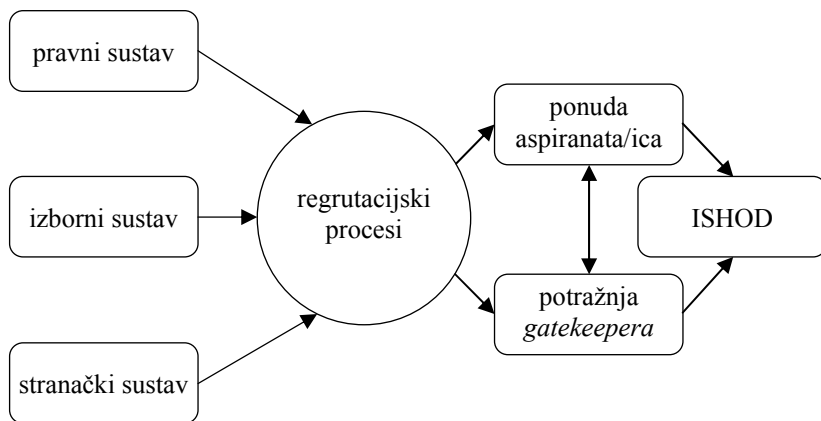 pravni sustav
izborni sustav
stranački sustav
regrutacijski
procesi
ponuda
aspiranata/ica
potražnja
gatekeepera
ISHOD